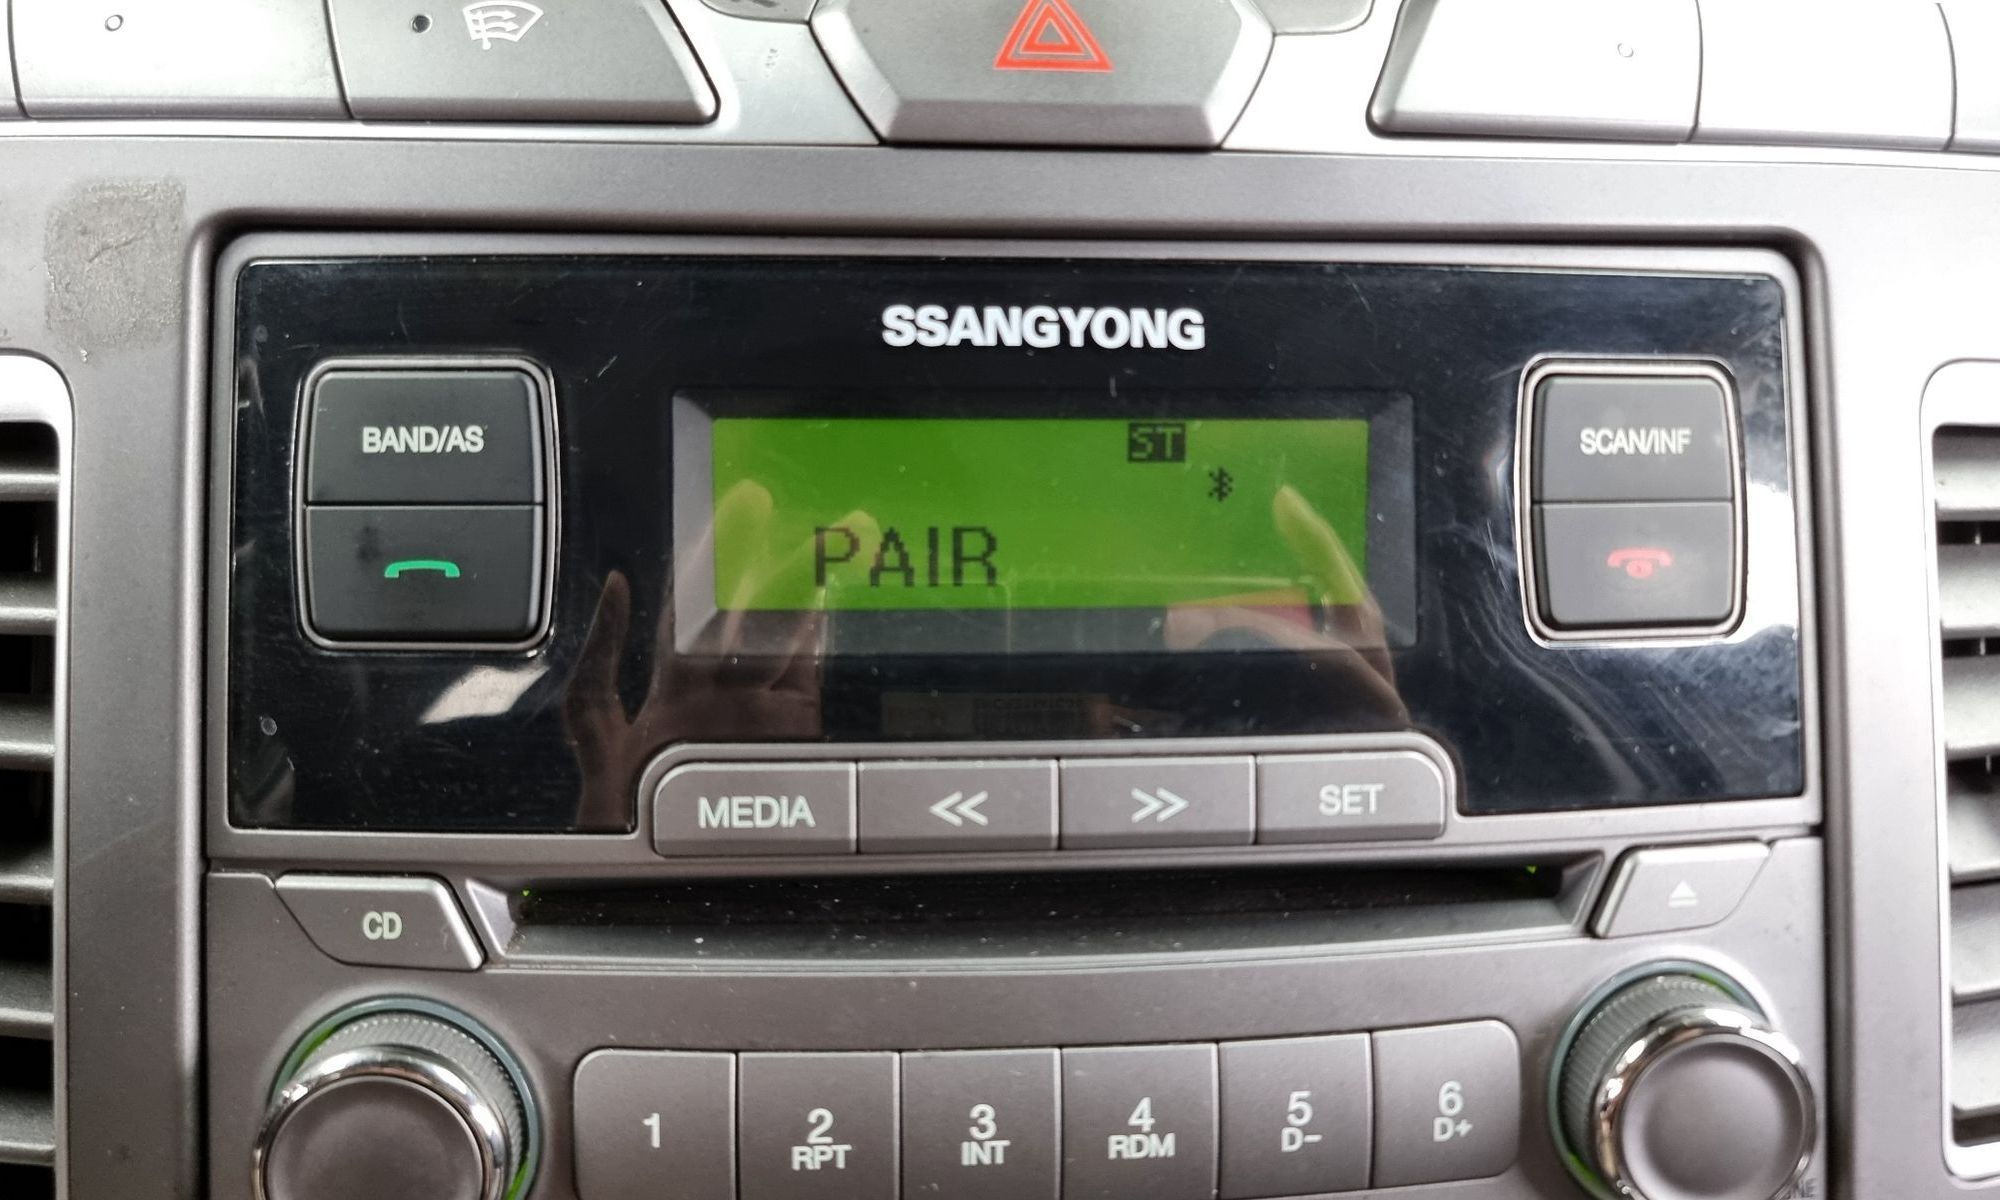 SSANGYONG
BAND/AS
SCAN/INF
ST
PAIR
MEDIA
SET
CD
1
2
RPT
3
INT
4
RDM
5
D-
6
D+